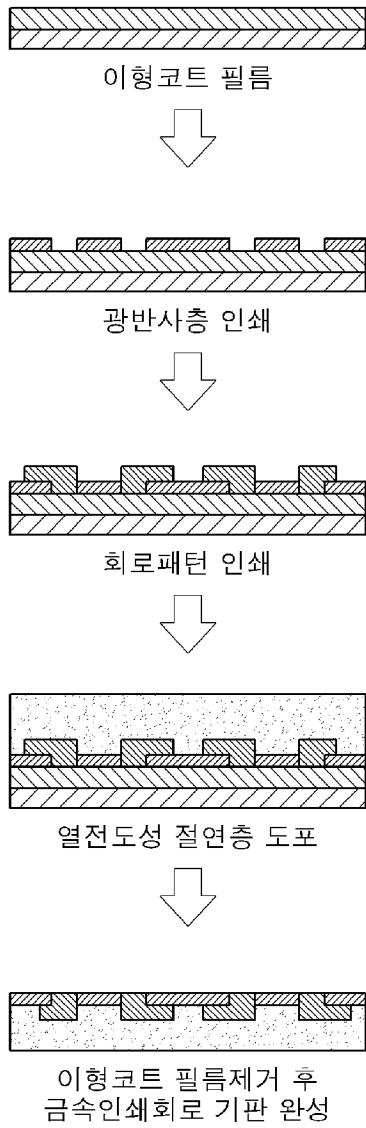 이형코트 필름
광반사층 인쇄
회로패턴 인쇄
열전도성 절연층 도포
이형코트 필름제거 후
금속인쇄회로 기판 완성